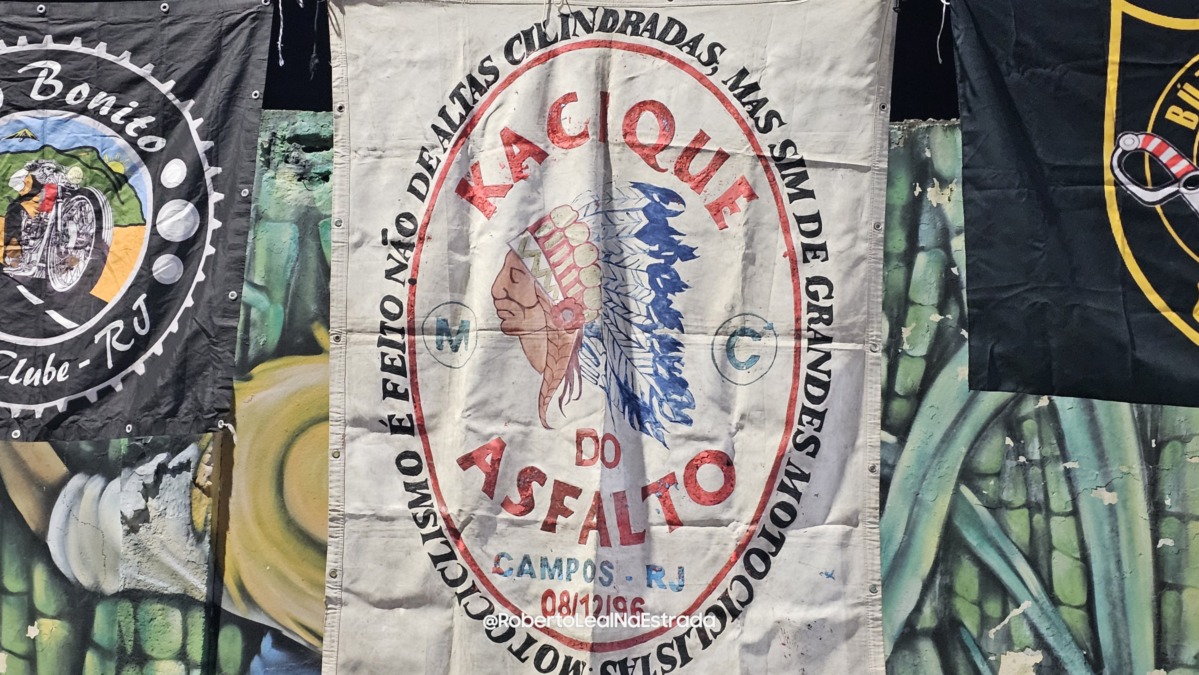 Bonito
Clube - RJ
MOTOCICLISMO É FEITO NÃO DE ALTAS CILINDRADAS, MAS SIM DE GRANDES MOTOCICLISTAS
KACIQUE
M C
DO
ASFALTO
CAMPOS - RJ
08/12/96
@RobertoLealNaEstrada